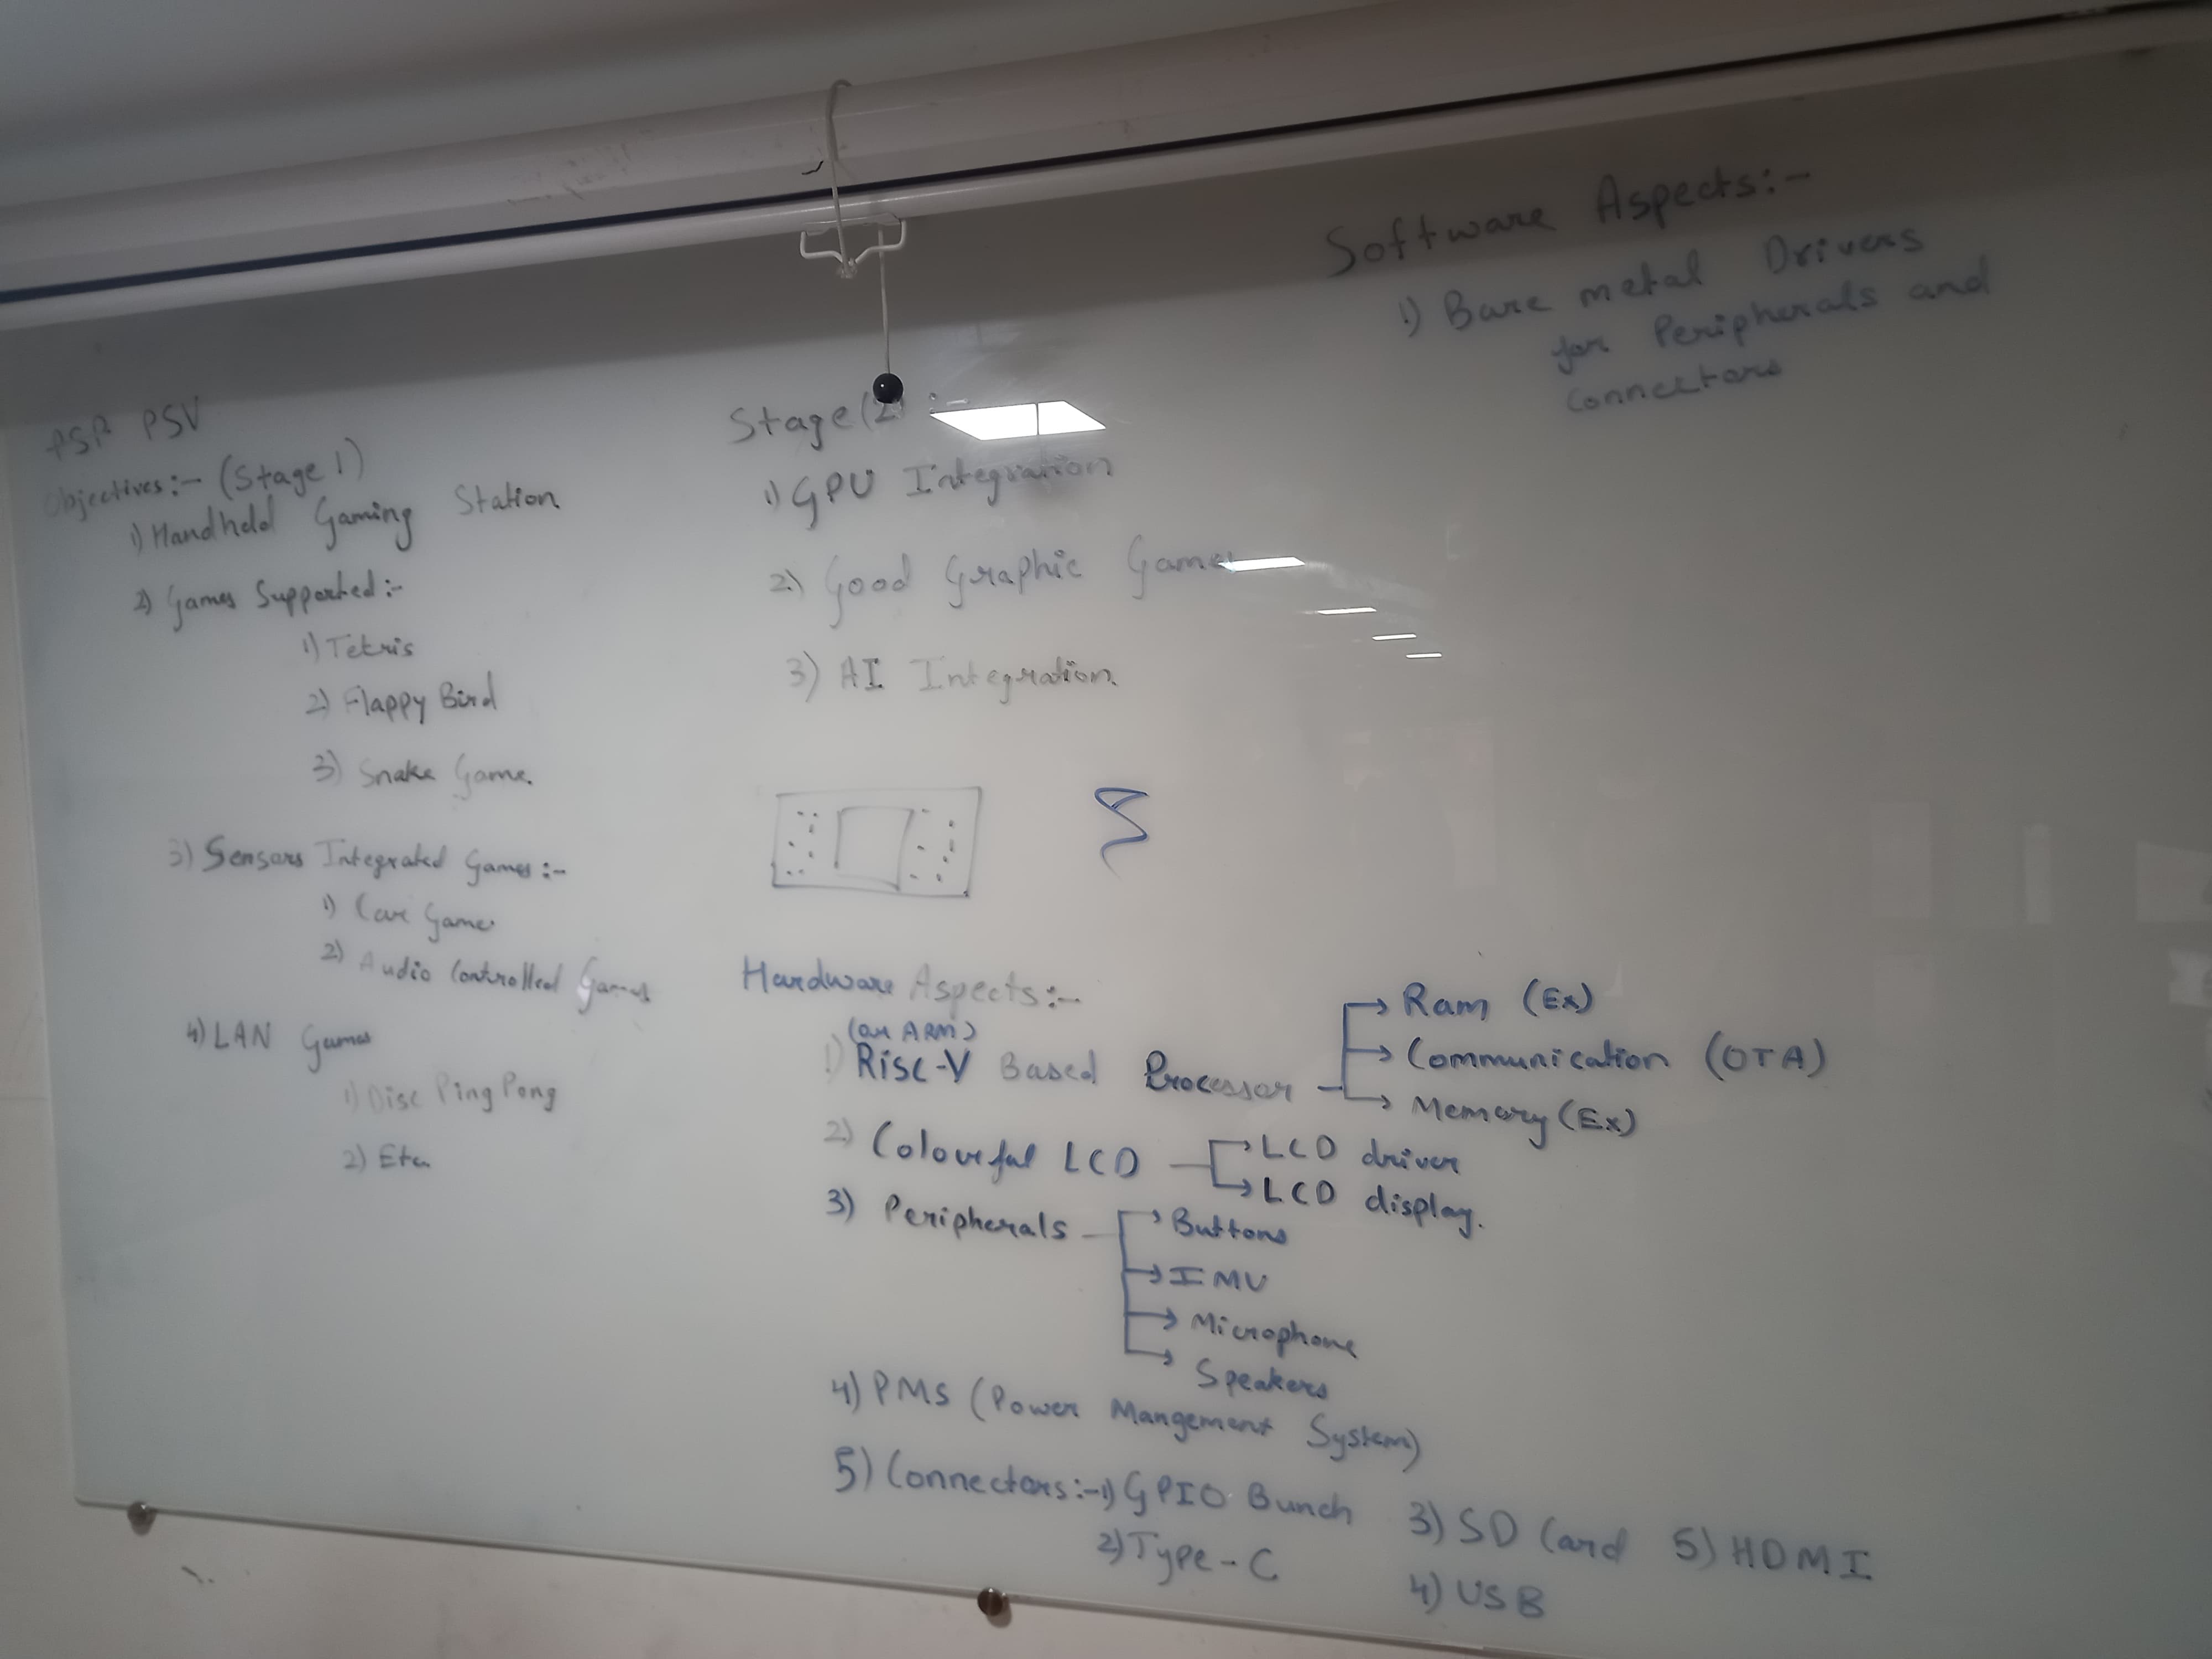 PSP PSV
Objectives:- (Stage 1)
1) Handheld Gaming Station
2) Games Supported:-
1) Tetris
2) Flappy Bird
3) Snake Game
3) Sensors Integrated Games:-
1) Car Game
2) Audio Controlled Games
4) LAN Games
1) Disc Ping Pong
2) Etc
Stage (2) :-
1) GPU Integration
2) Good Graphic Games
3) AI Integration
Hardware Aspects:-
(or ARM)
1) Risc-V Based Processor
Ram (Ex)
Communication (OTA)
Memory (Ex)
2) Colourful LCD
LCD driver
LCD display.
3) Peripherals
Buttons
IMU
Microphone
Speakers
4) PMS (Power Mangement System)
5) Connectors:- 1) GPIO Bunch 3) SD Card 5) HDMI
2) Type-C 4) USB
Software Aspects:-
1) Bare metal Drivers
for Peripherals and
connectors